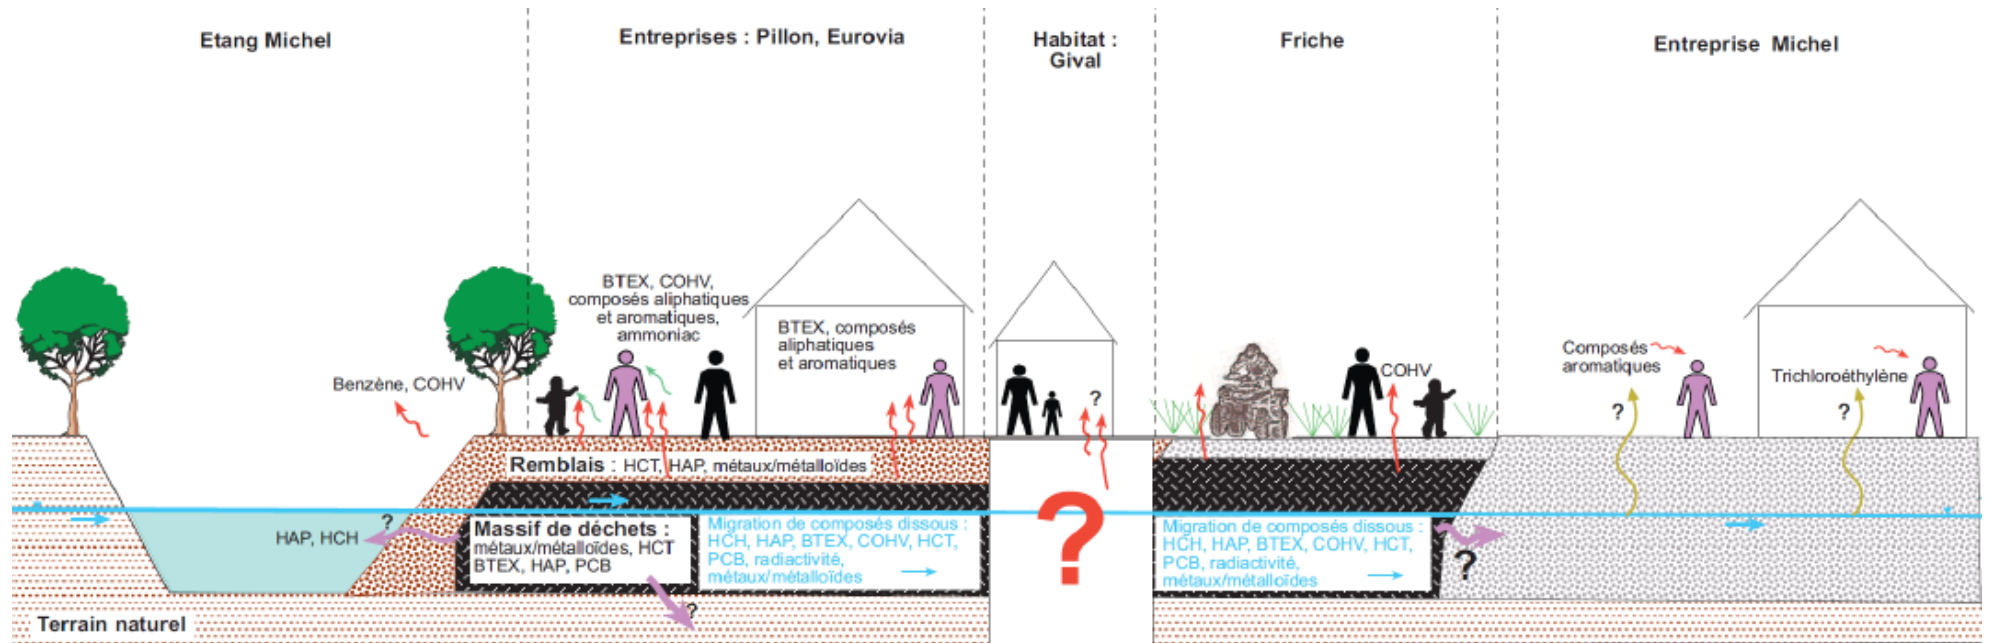 Etang Michel
Entreprises : Pillon, Eurovia
Habitat :
Gival
Friche
Entreprise Michel
BTEX, COHV,
composés aliphatiques
et aromatiques,
ammoniac
BTEX, composés
aliphatiques
et aromatiques
Benzène, COHV
?
COHV
Composés
aromatiques
?
Trichloroéthylène
?
Remblais : HCT, HAP, métaux/métalloïdes
HAP, HCH
?
Massif de déchets :
métaux/métalloïdes, HCT
BTEX, HAP, PCB
?
Migration de composés dissous :
HCH, HAP, BTEX, COHV, HCT,
PCB, radiactivité,
métaux/métalloïdes
?
Migration de composés dissous :
HCH, HAP, BTEX, COHV, HCT,
PCB, radiactivité,
métaux/métalloïdes
?
Terrain naturel